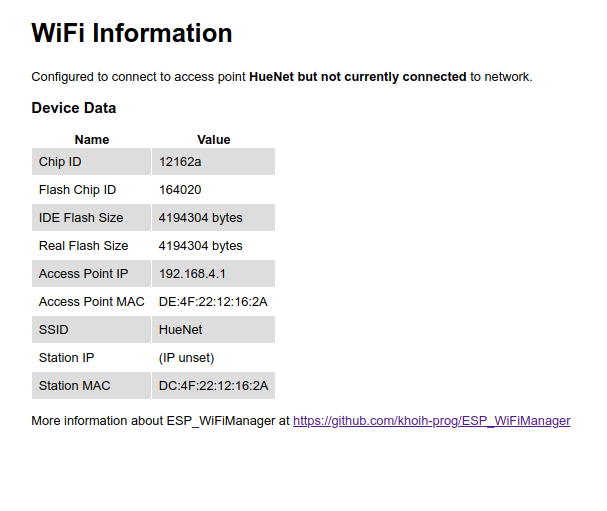 WiFi Information
Configured to connect to access point HueNet but not currently connected to network.
Device Data
Name Value
Chip ID 12162a
Flash Chip ID 164020
IDE Flash Size 4194304 bytes
Real Flash Size 4194304 bytes
Access Point IP 192.168.4.1
Access Point MAC DE:4F:22:12:16:2A
SSID HueNet
Station IP (IP unset)
Station MAC DC:4F:22:12:16:2A
More information about ESP_WiFiManager at https://github.com/khoih-prog/ESP_WiFiManager